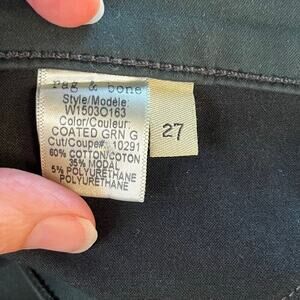 rag & bone
Style/Modèle:
W1503O163
Color/Couleur:
COATED GRN G
Cut/Coupe#: 10291
60% COTTON/COTON
35% MODAL
5% POLYURETHANE
POLYURETHANE
27